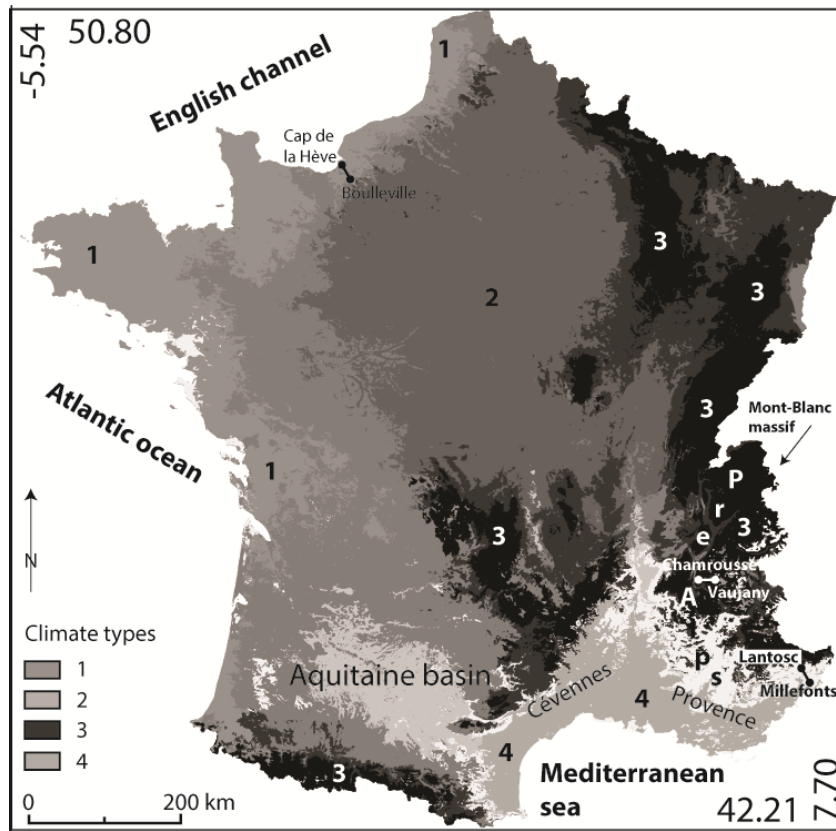 -5.54
50.80
1
English channel
Cap de
la Hève
Boulleville
1
3
2
3
Atlantic ocean
3
Mont-Blanc
massif
1
P
r
e
3
3
Chamrousse
A
Vaujany
N
Climate types
1
2
3
4
Aquitaine basin
Cévennes
4
Provence
p
s
Lantosc
Millefonts
3
4
Mediterranean
sea
0
200 km
42.21
7.70